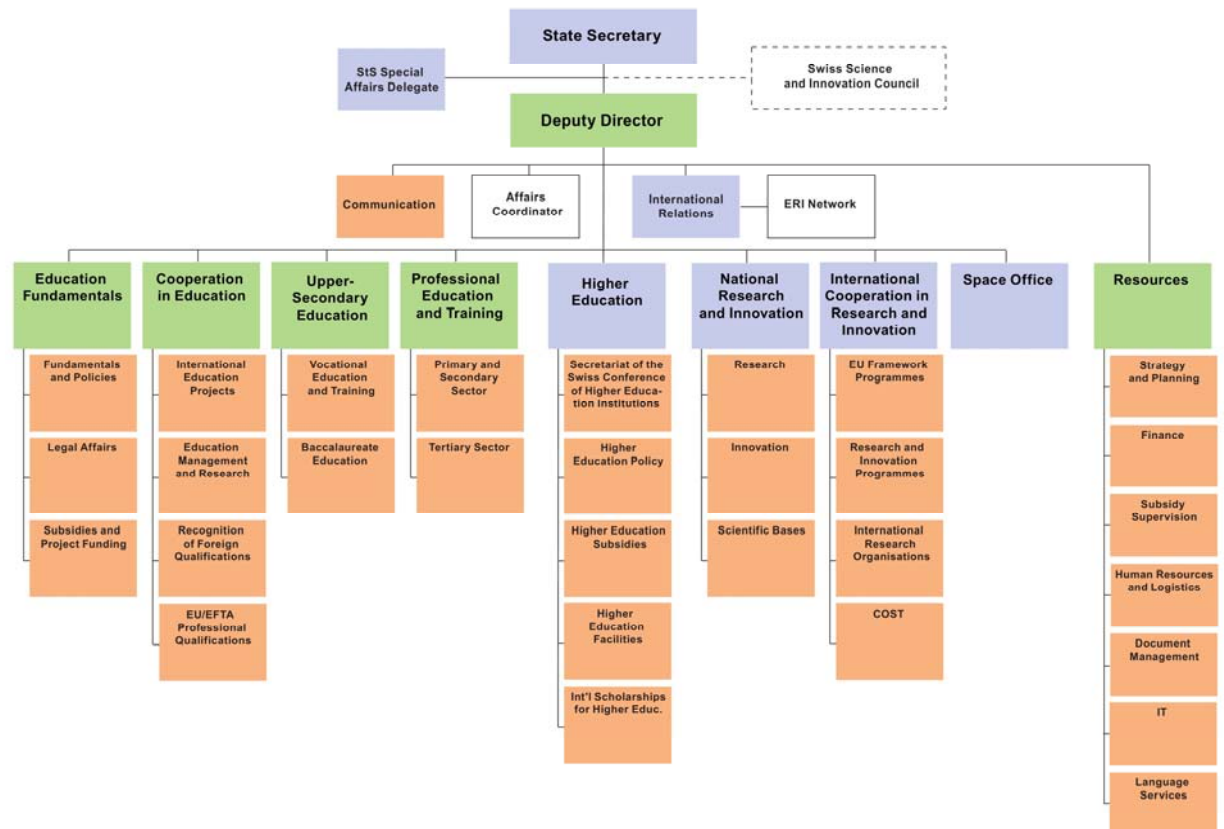 State Secretary
StS Special
Affairs Delegate
Swiss Science
and Innovation Council
Deputy Director
Communication
Affairs
Coordinator
International
Relations
ERI Network
Education
Fundamentals
Cooperation
in Education
Upper-
Secondary
Education
Professional
Education
and Training
Higher
Education
National
Research
and Innovation
International
Cooperation in
Research and
Innovation
Space Office
Resources
Fundamentals
and Policies
Legal Affairs
Subsidies and
Project Funding
International
Education
Projects
Education
Management
and Research
Recognition
of Foreign
Qualifications
EU/EFTA
Professional
Qualifications
Vocational
Education
and Training
Baccalaureate
Education
Primary and
Secondary
Sector
Tertiary Sector
Secretariat of the
Swiss Conference
of Higher Educa-
tion Institutions
Higher
Education Policy
Higher Education
Subsidies
Higher
Education
Facilities
Int'l Scholarships
for Higher Educ.
Research
Innovation
Scientific Bases
EU Framework
Programmes
Research and
Innovation
Programmes
International
Research
Organisations
COST
Strategy
and Planning
Finance
Subsidy
Supervision
Human Resources
and Logistics
Document
Management
IT
Language
Services